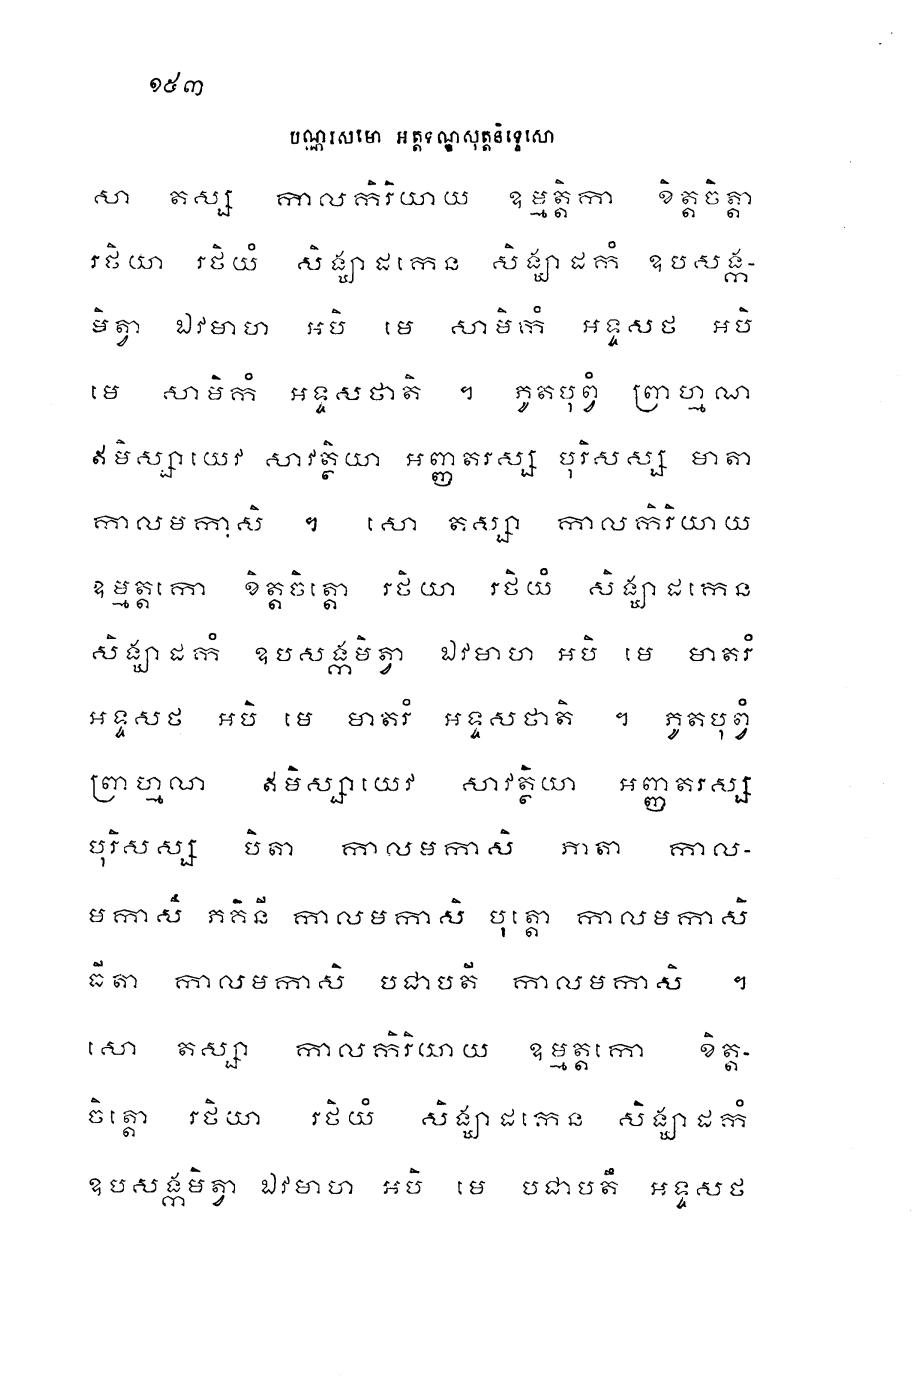 ១៥៣
បណ្ណរសមោ អត្តទណ្ឌសុត្តនិទ្ទេសោ
សា តស្ស កាលកិរិយាយ ឧម្មត្តិកា ខិត្តចិត្តា
រថិយា រថិយំ សិង្ឃាដកេន សិង្ឃាដកំ ឧបសង្ក-
មិត្វា ឯវមាហ អបិ មេ សាមិកំ អទ្ទសថ អបិ
មេ សាមិកំ អទ្ទសថាតិ ។ ភូតបុព្វំ ព្រាហ្មណ
ឥមិស្សាយេវ សាវត្ថិយា អញ្ញតរស្ស បុរិសស្ស មាតា
កាលមកាសិ ។ សោ តស្សា កាលកិរិយាយ
ឧម្មត្តកោ ខិត្តចិត្តោ រថិយា រថិយំ សិង្ឃាដកេន
សិង្ឃាដកំ ឧបសង្កមិត្វា ឯវមាហ អបិ មេ មាតរំ
អទ្ទសថ អបិ មេ មាតរំ អទ្ទសថាតិ ។ ភូតបុព្វំ
ព្រាហ្មណ ឥមិស្សាយេវ សាវត្ថិយា អញ្ញតរស្ស
បុរិសស្ស បិតា កាលមកាសិ ភាតា កាល-
មកាសិ ភគិនី កាលមកាសិ បុត្តោ កាលមកាសិ
ធីតា កាលមកាសិ បជាបតី កាលមកាសិ ។
សោ តស្សា កាលកិរិយាយ ឧម្មត្តកោ ខិត្ត-
ចិត្តោ រថិយា រថិយំ សិង្ឃាដកេន សិង្ឃាដកំ
ឧបសង្កមិត្វា ឯវមាហ អបិ មេ បជាបតឹ អទ្ទសថ